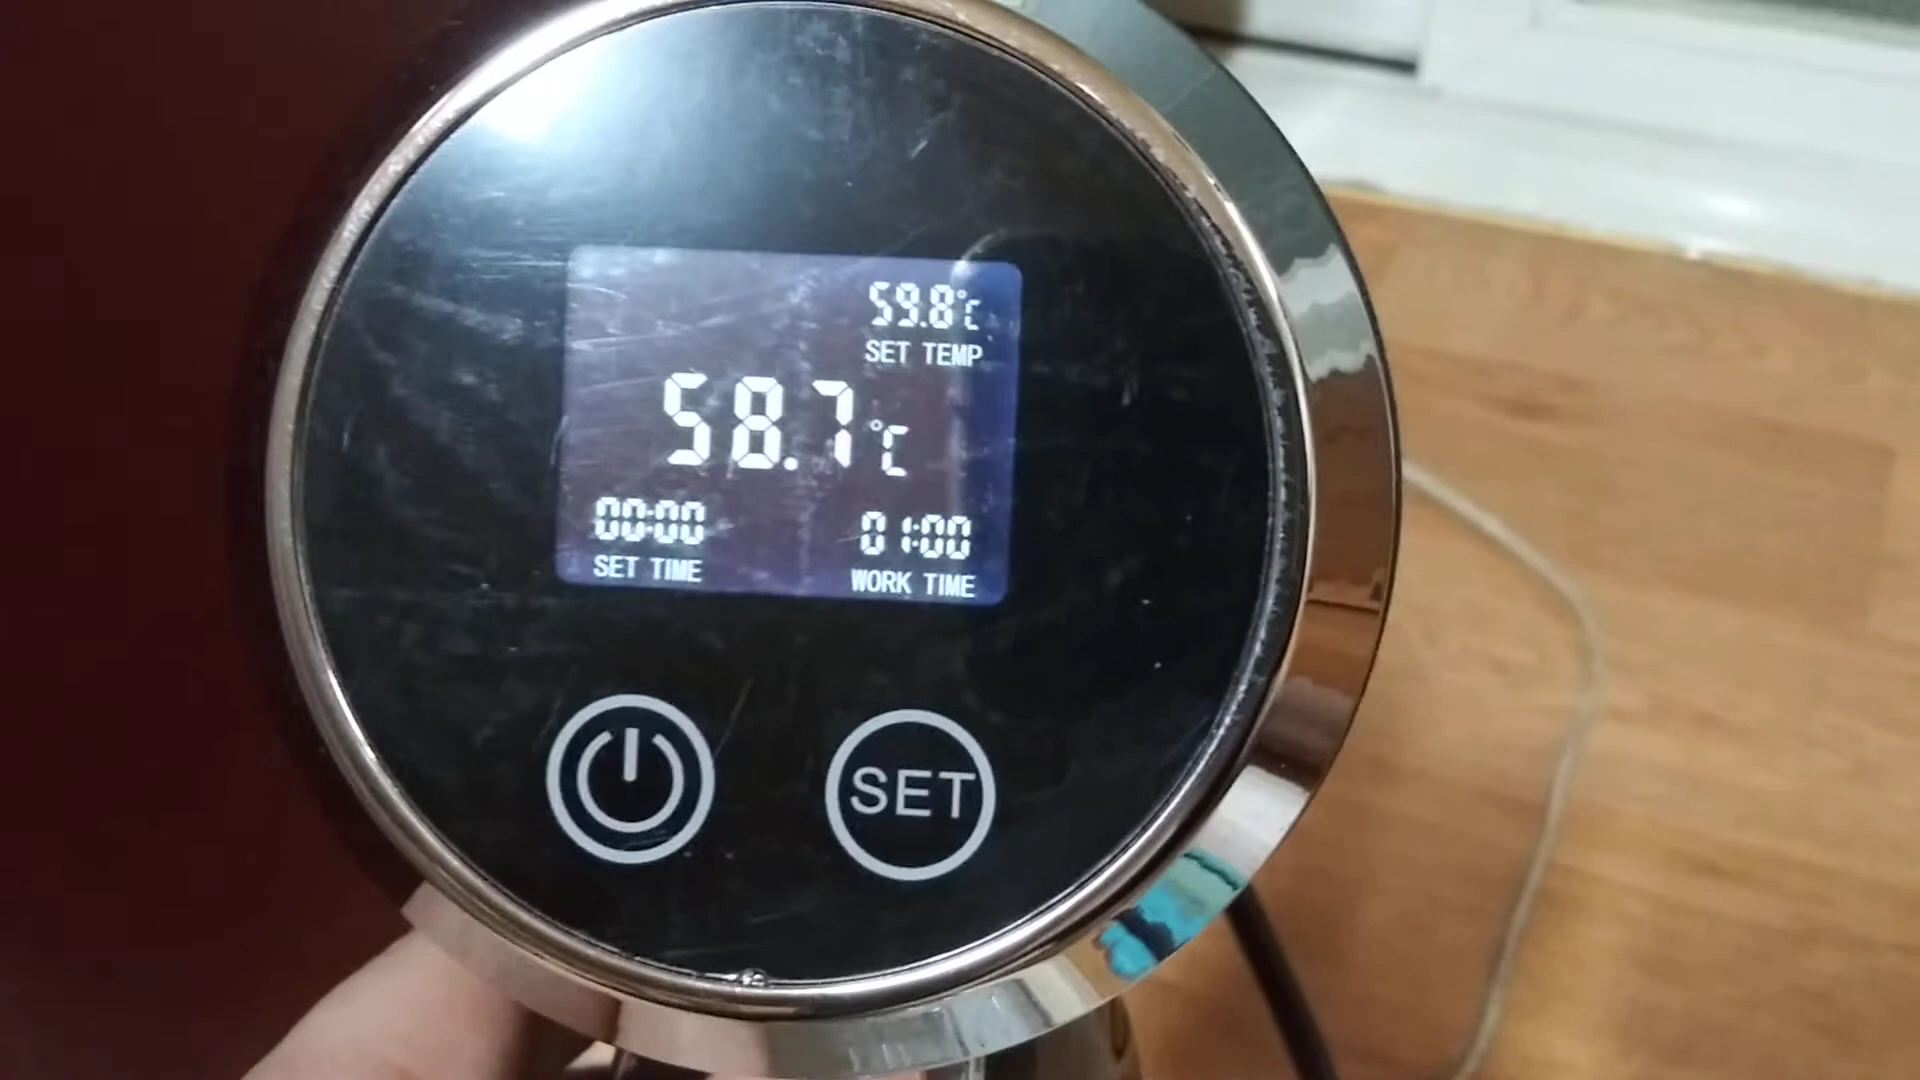 59.8℃
SET TEMP
58.7℃
00:00
SET TIME
01:00
WORK TIME
SET